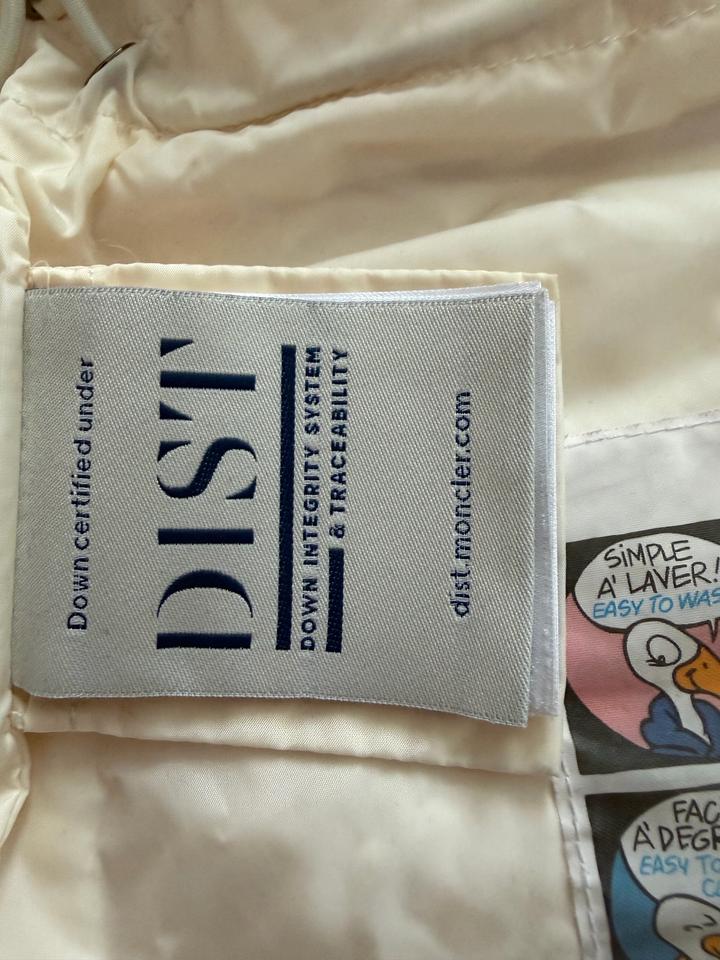 Down certified under
DIST
DOWN INTEGRITY SYSTEM
& TRACEABILITY
dist.moncler.com
SiMPLE
A' LAVER!
EASY TO WAS
FAC
A' DEGR
EASY TO